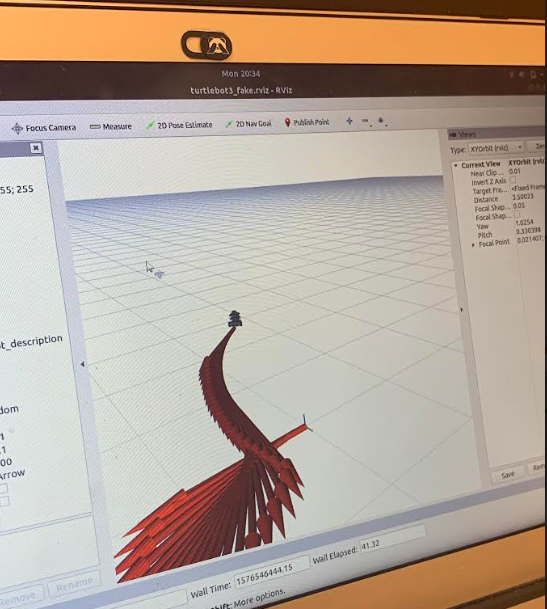 Mon 20:34
turtlebot3_fake.rviz - RViz
Focus Camera
Measure
2D Pose Estimate
2D Nav Goal
Publish Point
Views
Type: XYOrbit (rviz)
Current View XYOrbit (rviz)
Near Clip ... 0.01
Invert Z Axis
Target Fra... <Fixed Frame
Distance 3.59023
Focal Shap... 0.05
Focal Shap...
Yaw 1.0254
Pitch 0.330398
Focal Point 0.021407;
55; 255
t_description
dom
1
.1
00
Arrow
Save
Remove
Rename
Wall Time: 1576546444.15
Wall Elapsed: 41.32
Shift: More options.